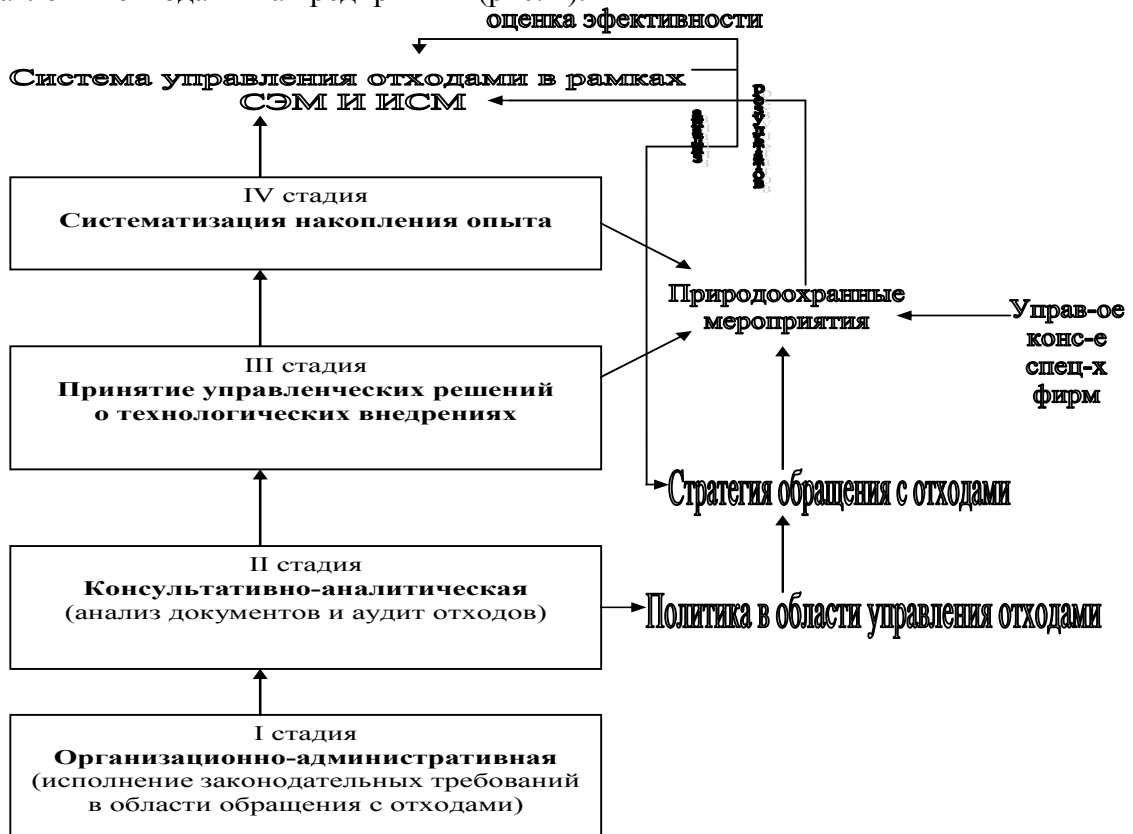 оценка эфективности
Система управления отходами в рамках
СЭМ И ИСМ
IV стадия
Систематизация накопления опыта
Природоохранные
мероприятия
Управ-ое
конс-е
спец-х
фирм
III стадия
Принятие управленческих решений
о технологических внедрениях
Стратегия обращения с отходами
II стадия
Консультативно-аналитическая
(анализ документов и аудит отходов)
Политика в области управления отходами
I стадия
Организационно-административная
(исполнение законодательных требований
в области обращения с отходами)